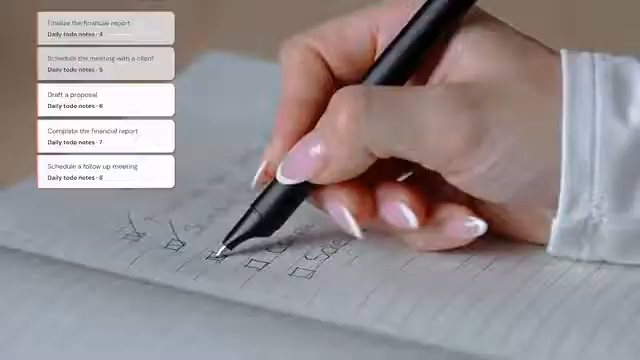 Finalize the financial report
Daily todo notes · 4
Schedule the meeting with a client
Daily todo notes · 5
Draft a proposal
Daily todo notes · 6
Complete the financial report
Daily todo notes · 7
Schedule a follow up meeting
Daily todo notes · 8